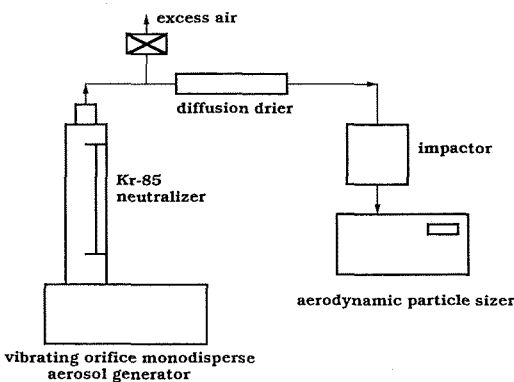 excess air
diffusion drier
impactor
Kr-85
neutralizer
aerodynamic particle sizer
vibrating orifice monodisperse
aerosol generator